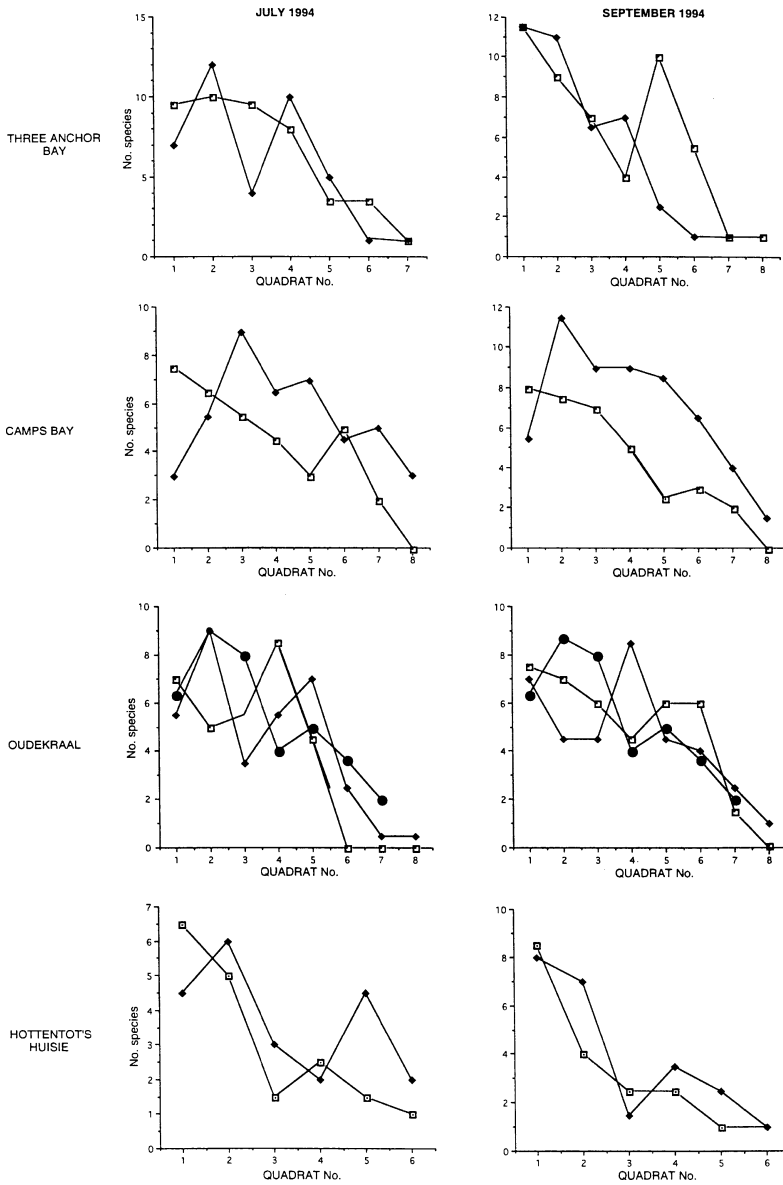 JULY 1994
SEPTEMBER 1994
THREE ANCHOR
BAY
No. species
15
10
5
0
1 2 3 4 5 6 7
QUADRAT No.
12
10
8
6
4
2
0
1 2 3 4 5 6 7 8
QUADRAT No.
CAMPS BAY
No. species
10
8
6
4
2
0
1 2 3 4 5 6 7 8
QUADRAT No.
12
10
8
6
4
2
0
1 2 3 4 5 6 7 8
QUADRAT No.
OUDEKRAAL
No. species
10
8
6
4
2
0
1 2 3 4 5 6 7 8
QUADRAT No.
10
8
6
4
2
0
1 2 3 4 5 6 7 8
QUADRAT No.
HOTTENTOT'S
HUISIE
No. species
7
6
5
4
3
2
1
0
1 2 3 4 5 6
QUADRAT No.
10
8
6
4
2
0
1 2 3 4 5 6
QUADRAT No.